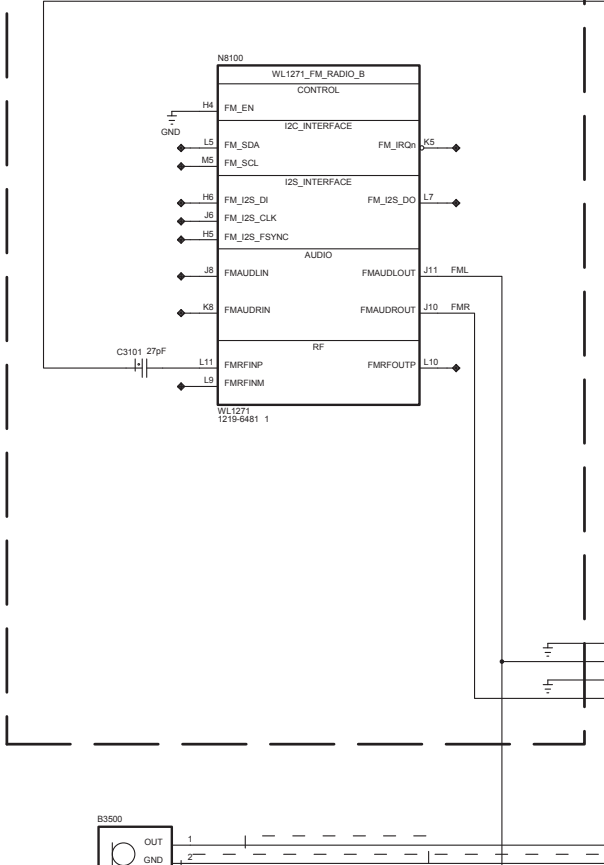 N8100
WL1271_FM_RADIO_B
CONTROL
H4 FM_EN
GND
I2C_INTERFACE
L5 FM_SDA FM_IRQn K5
M5 FM_SCL
I2S_INTERFACE
H6 FM_I2S_DI FM_I2S_DO L7
J6 FM_I2S_CLK
H5 FM_I2S_FSYNC
AUDIO
J8 FMAUDLIN FMAUDLOUT J11 FML
K8 FMAUDRIN FMAUDROUT J10 FMR
RF
C3101 27pF
L11 FMRFINP FMRFOUTP L10
L9 FMRFINM
WL1271
1219-6481 1
B3500
OUT 1
GND 2